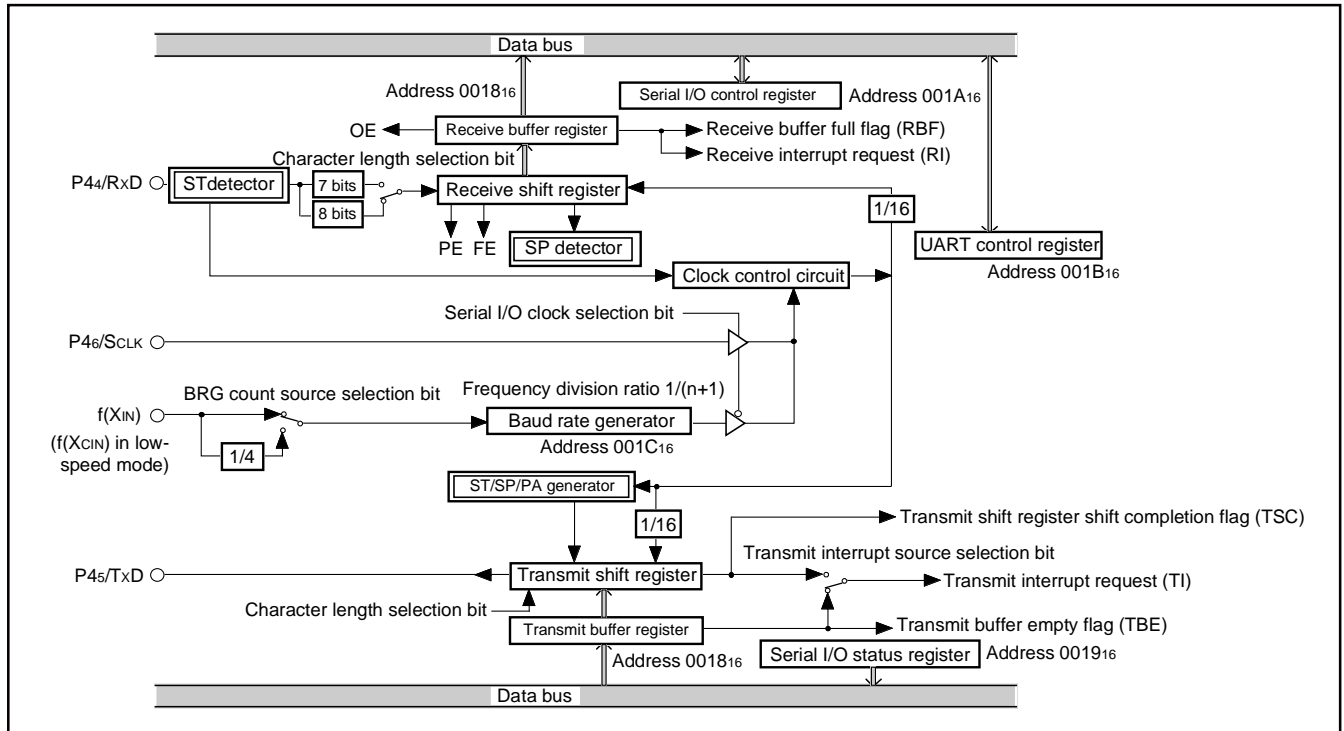 Data bus
Address 001816
Serial I/O control register
Address 001A16
OE
Receive buffer register
Receive buffer full flag (RBF)
Receive interrupt request (RI)
Character length selection bit
P44/RXD
STdetector
7 bits
8 bits
Receive shift register
1/16
PE
FE
SP detector
UART control register
Address 001B16
Clock control circuit
Serial I/O clock selection bit
P46/SCLK
BRG count source selection bit
Frequency division ratio 1/(n+1)
f(XIN)
Baud rate generator
(f(XCIN) in low-
speed mode)
1/4
Address 001C16
ST/SP/PA generator
1/16
Transmit shift register shift completion flag (TSC)
Transmit interrupt source selection bit
P45/TXD
Transmit shift register
Transmit interrupt request (TI)
Character length selection bit
Transmit buffer register
Transmit buffer empty flag (TBE)
Address 001816
Serial I/O status register
Address 001916
Data bus